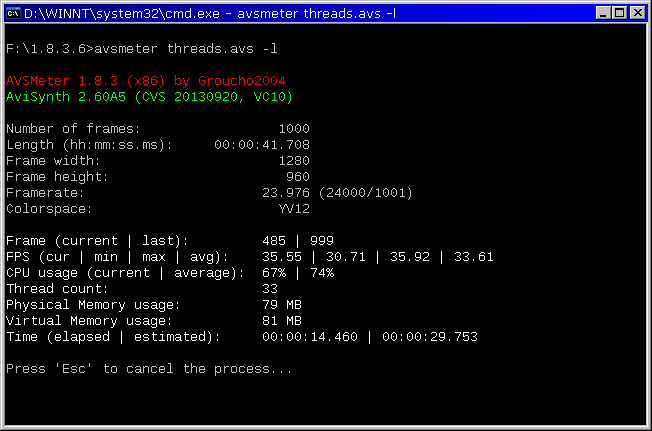 D:\WINNT\system32\cmd.exe - avsmeter threads.avs -l
F:\1.8.3.6>avsmeter threads.avs -l
AVSMeter 1.8.3 (x86) by Groucho2004
AviSynth 2.60A5 (CVS 20130920, VC10)
Number of frames: 1000
Length (hh:mm:ss.ms): 00:00:41.708
Frame width: 1280
Frame height: 960
Framerate: 23.976 (24000/1001)
Colorspace: YV12
Frame (current | last): 485 | 999
FPS (cur | min | max | avg): 35.55 | 30.71 | 35.92 | 33.61
CPU usage (current | average): 67% | 74%
Thread count: 33
Physical Memory usage: 79 MB
Virtual Memory usage: 81 MB
Time (elapsed | estimated): 00:00:14.460 | 00:00:29.753
Press 'Esc' to cancel the process...